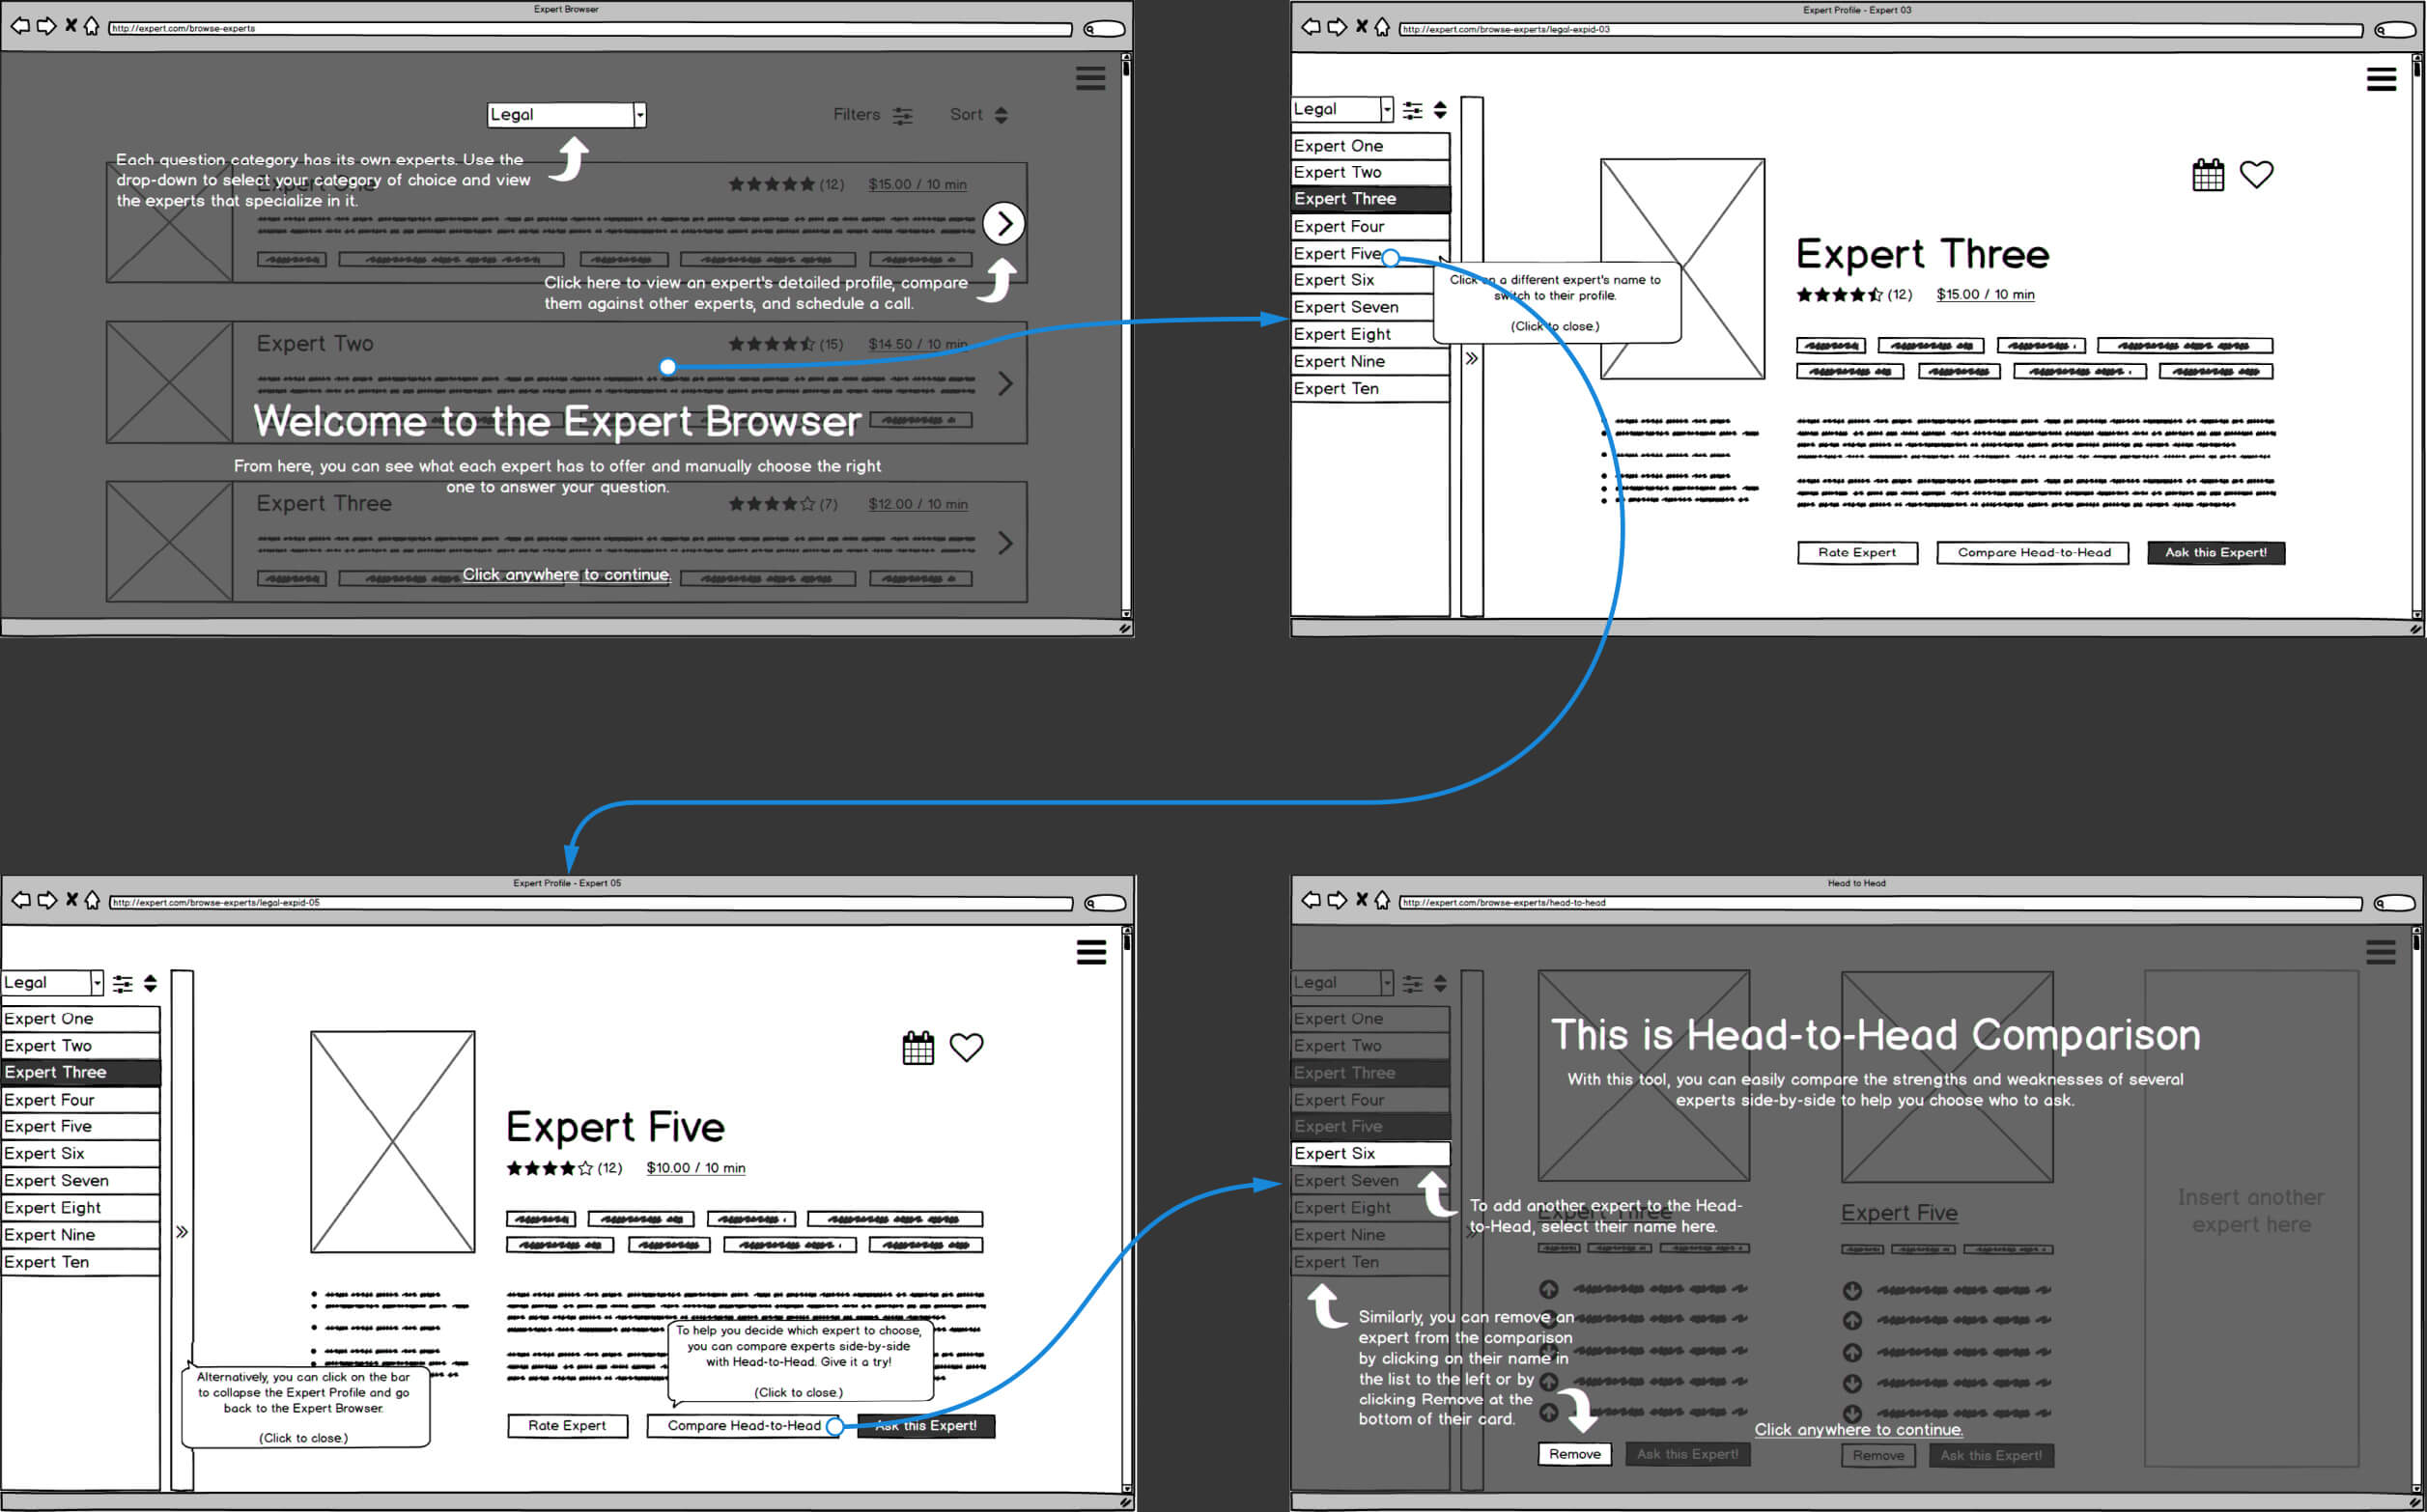 Expert Browser
http://expert.com/browse-experts
Legal
Filters
Sort
Each question category has its own experts. Use the
drop-down to select your category of choice and view
the experts that specialize in it.
Expert One
(12)
$15.00 / 10 min
Click here to view an expert's detailed profile, compare
them against other experts, and schedule a call.
Expert Two
(15)
$14.50 / 10 min
Welcome to the Expert Browser
From here, you can see what each expert has to offer and manually choose the right
one to answer your question.
Expert Three
(7)
$12.00 / 10 min
Click anywhere to continue.
Expert Profile - Expert 03
http://expert.com/browse-experts/legal-expid-03
Legal
Expert One
Expert Two
Expert Three
Expert Four
Expert Five
Expert Six
Expert Seven
Expert Eight
Expert Nine
Expert Ten
Click on a different expert's name to
switch to their profile.
(Click to close.)
Expert Three
(12)
$15.00 / 10 min
Rate Expert
Compare Head-to-Head
Ask this Expert!
Expert Profile - Expert 05
http://expert.com/browse-experts/legal-expid-05
Legal
Expert One
Expert Two
Expert Three
Expert Four
Expert Five
Expert Six
Expert Seven
Expert Eight
Expert Nine
Expert Ten
Expert Five
(12)
$10.00 / 10 min
To help you decide which expert to choose,
you can compare experts side-by-side
with Head-to-Head. Give it a try!
(Click to close.)
Alternatively, you can click on the bar
to collapse the Expert Profile and go
back to the Expert Browser.
(Click to close.)
Rate Expert
Compare Head-to-Head
Ask this Expert!
Head to Head
http://expert.com/browse-experts/head-to-head
Legal
Expert One
Expert Two
Expert Three
Expert Four
Expert Five
Expert Six
Expert Seven
Expert Eight
Expert Nine
Expert Ten
This is Head-to-Head Comparison
With this tool, you can easily compare the strengths and weaknesses of several
experts side-by-side to help you choose who to ask.
To add another expert to the Head-
to-Head, select their name here.
Expert Three
Expert Five
Insert another
expert here
Similarly, you can remove an
expert from the comparison
by clicking on their name in
the list to the left or by
clicking Remove at the
bottom of their card.
Click anywhere to continue.
Remove
Ask this Expert!
Remove
Ask this Expert!